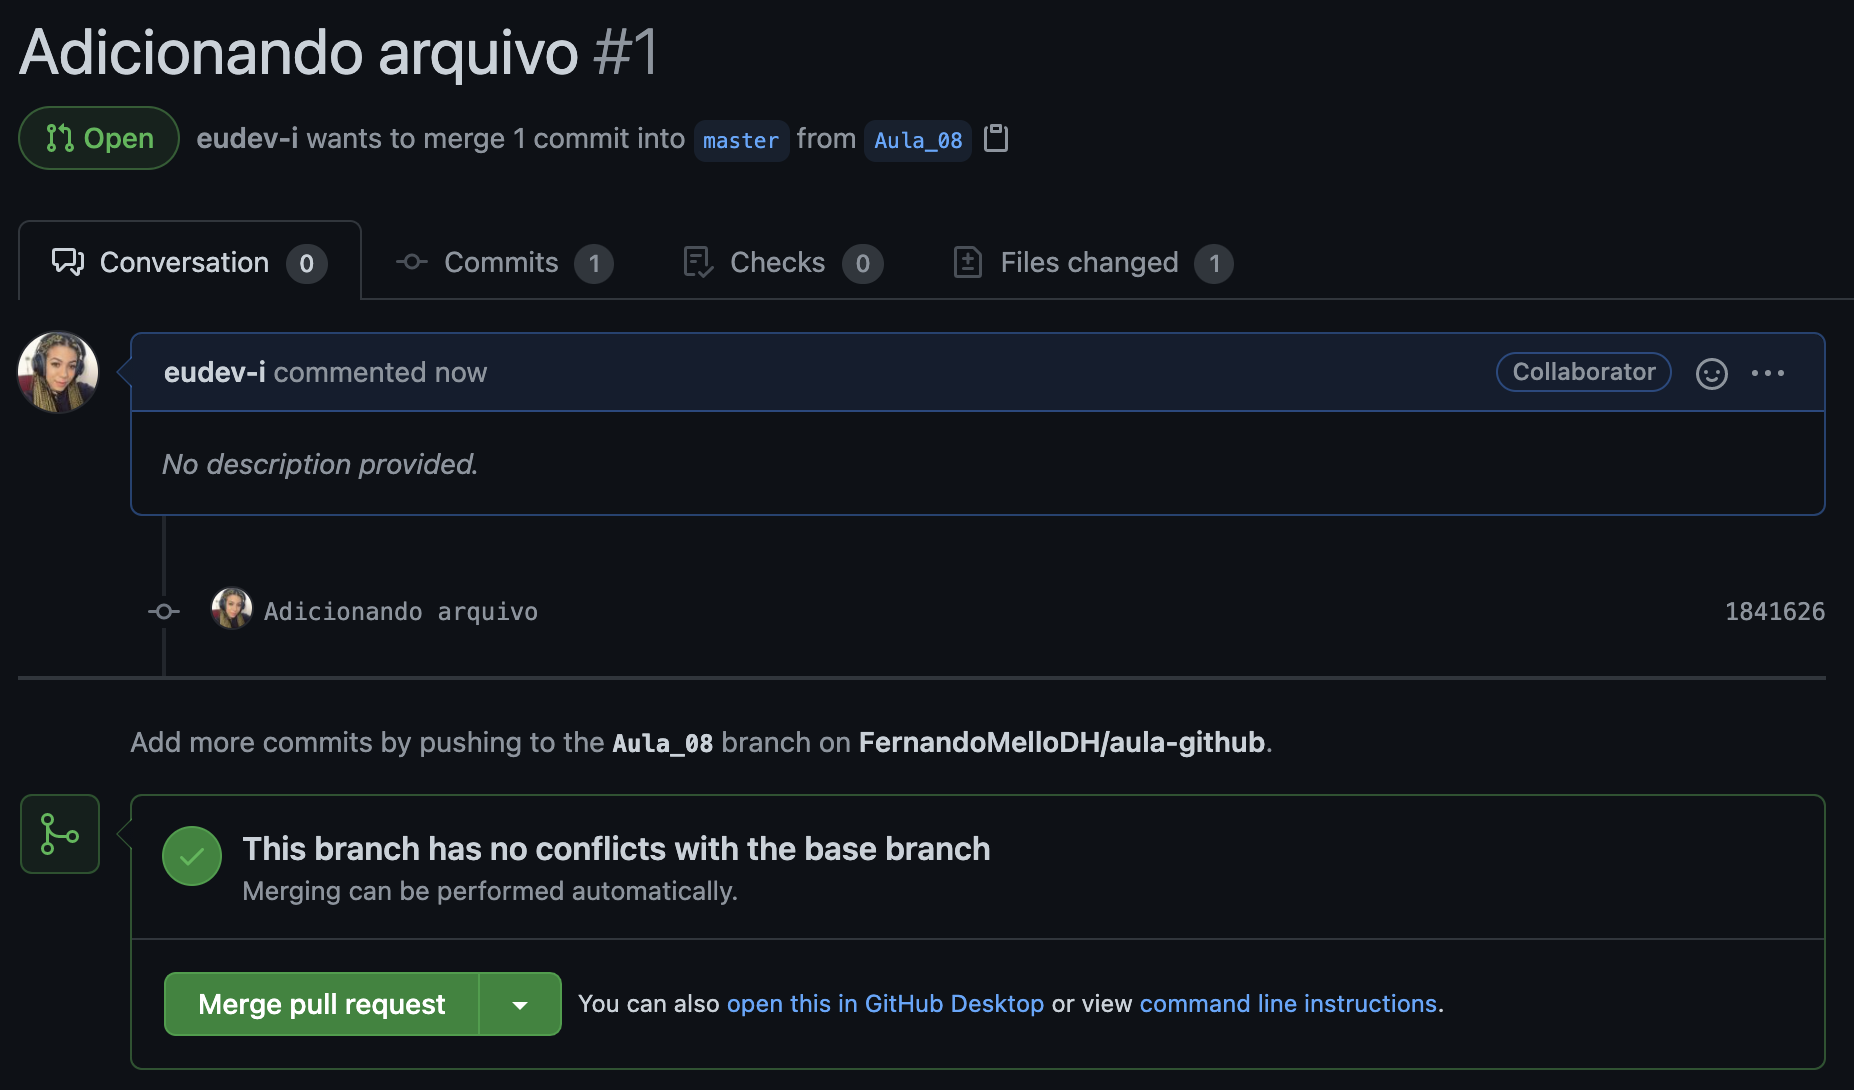 Adicionando arquivo #1
Open eudev-i wants to merge 1 commit into master from Aula_08
Conversation 0 Commits 1 Checks 0 Files changed 1
eudev-i commented now Collaborator
No description provided.
Adicionando arquivo 1841626
Add more commits by pushing to the Aula_08 branch on FernandoMelloDH/aula-github.
This branch has no conflicts with the base branch
Merging can be performed automatically.
Merge pull request You can also open this in GitHub Desktop or view command line instructions.